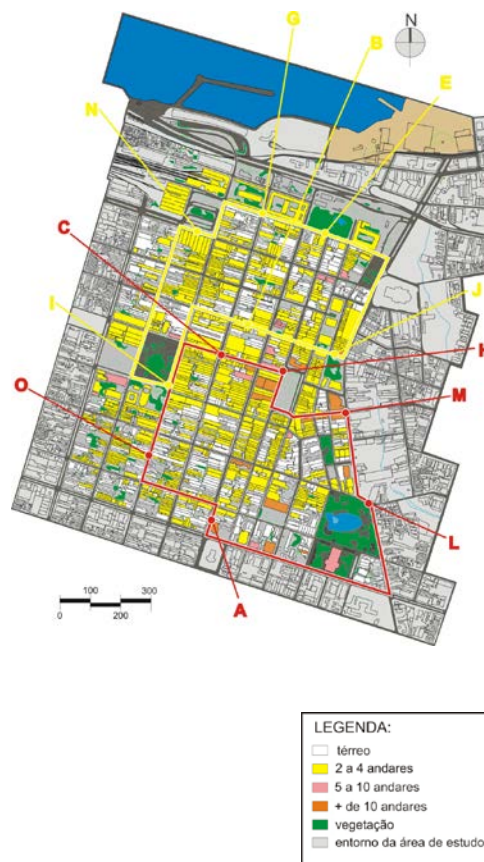 N
G
B
E
N
C
I
J
H
M
O
L
A
100 300
0 200
LEGENDA:
térreo
2 a 4 andares
5 a 10 andares
+ de 10 andares
vegetação
entorno da área de estudo